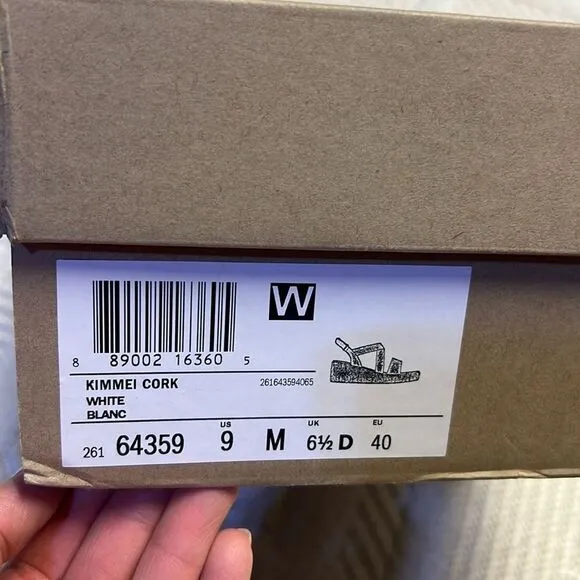 W
8 89002 16360 5
KIMMEI CORK 261643594065
WHITE
BLANC
US UK EU
261 64359 9 M 6½ D 40